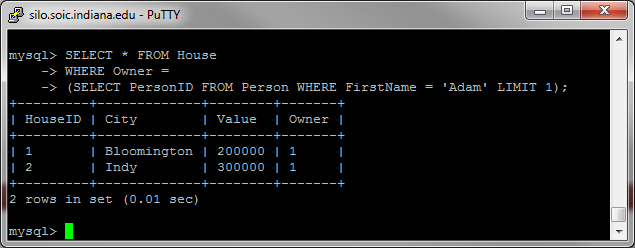 silo.soic.indiana.edu - PuTTY
mysql> SELECT * FROM House
    -> WHERE Owner =
    -> (SELECT PersonID FROM Person WHERE FirstName = 'Adam' LIMIT 1);
+---------+-------------+--------+-------+
| HouseID | City        | Value  | Owner |
+---------+-------------+--------+-------+
| 1       | Bloomington | 200000 | 1     |
| 2       | Indy        | 300000 | 1     |
+---------+-------------+--------+-------+
2 rows in set (0.01 sec)
mysql>